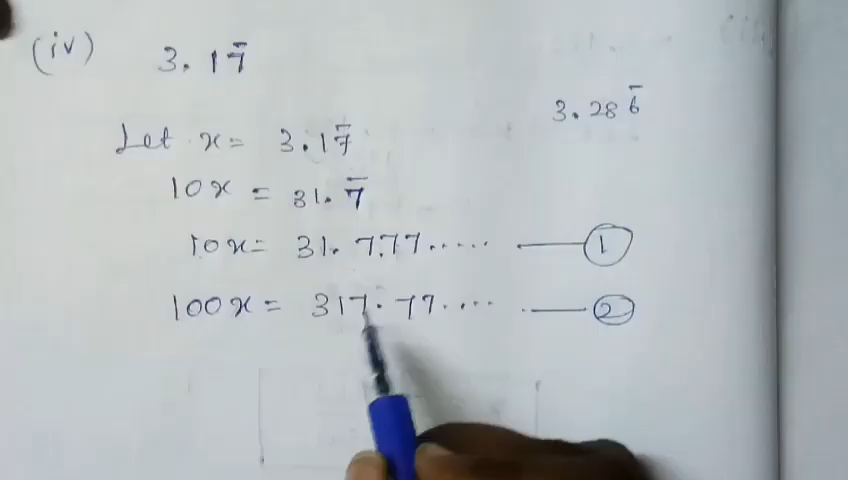 (iv) 3.17̅
3.286̅
Let x = 3.17̅
10x = 31.7̅
10x = 31.777..... ——— 1
100x = 317.77..... ——— 2